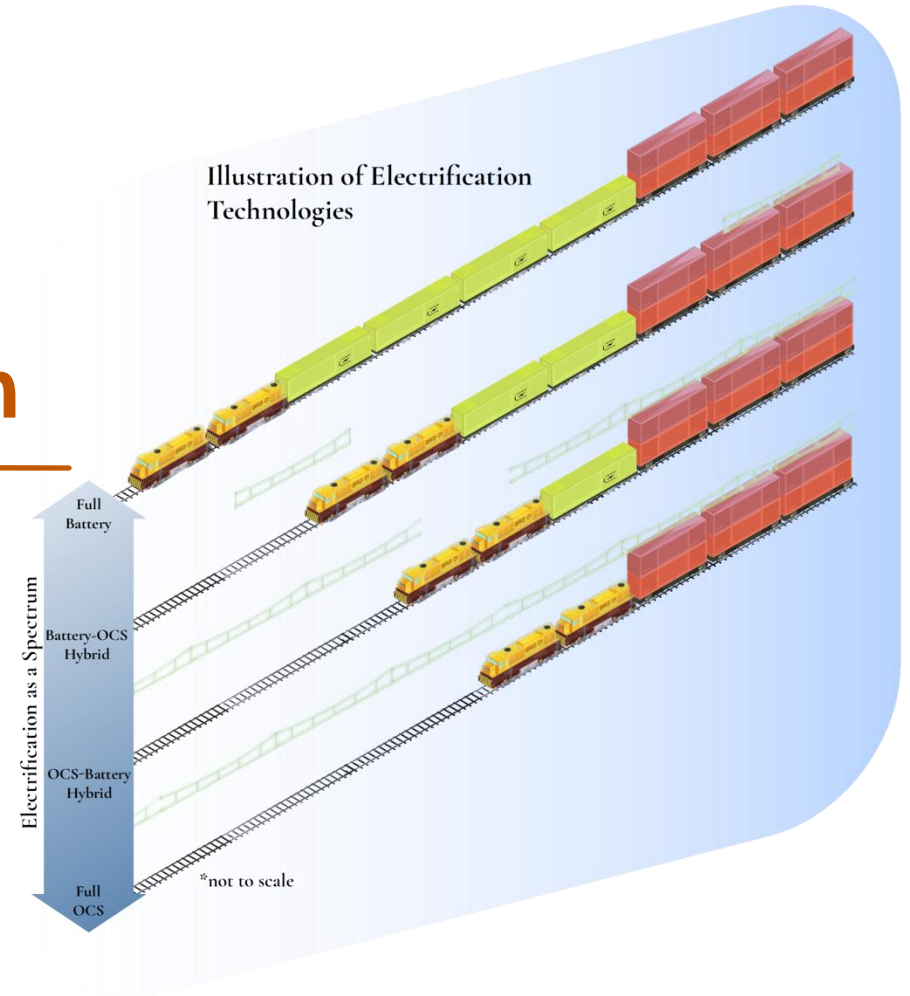 Illustration of Electrification
Technologies
n
Full
Battery
Electrification as a Spectrum
Battery-OCS
Hybrid
OCS-Battery
Hybrid
Full
OCS
*not to scale